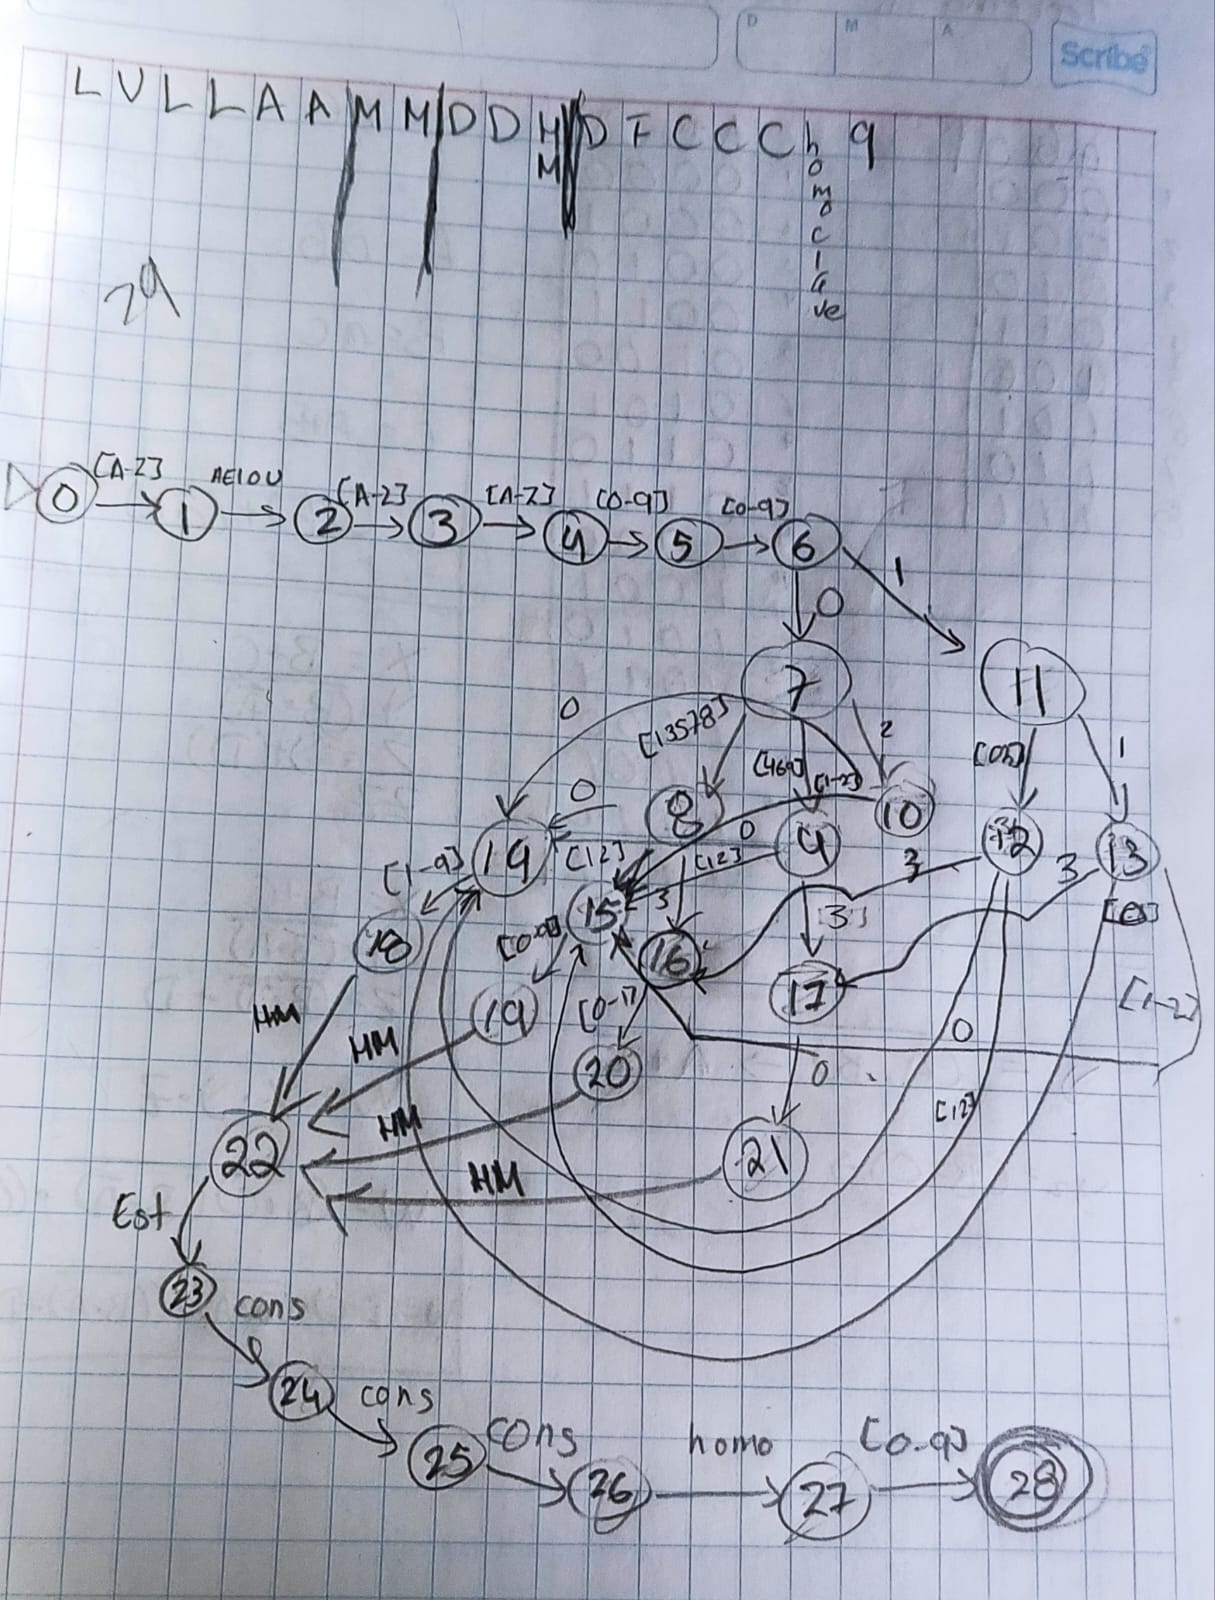 D M A
Scribe
L V L L A A M M D D H D F C C C h 9
M o
m
o
c
l
a
ve
29
[A-Z] AEIOU [A-Z] [A-Z] [0-9] [0-9]
0 1 2 3 4 5 6
1
0
7 11
0 [13578] 2 [469] [1-2] [02] 1
0 8 10
19 [12] 0 9 12 13
[1-9] [12] 3 3
15 3 [3] [0]
18 [0-9] 16
19 [0-1] 17 [1-2]
HM HM 20 0 0
HM [12]
22 21
HM
Est
23 cons
24 cons
25 cons homo [0-9]
26 27 28